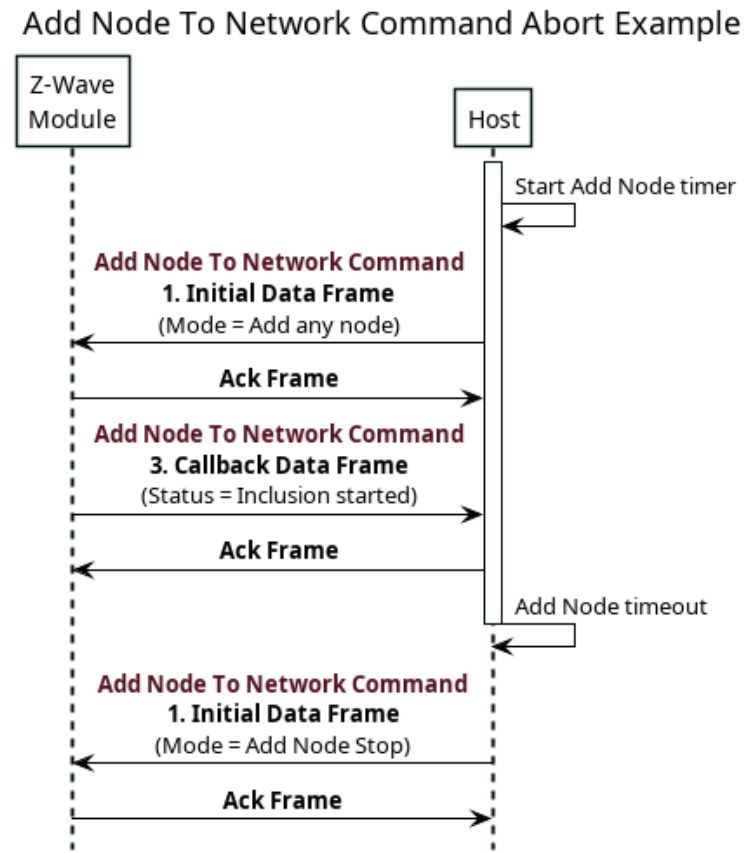 Add Node To Network Command Abort Example
Z-Wave
Module
Host
Start Add Node timer
Add Node To Network Command
1. Initial Data Frame
(Mode = Add any node)
Ack Frame
Add Node To Network Command
3. Callback Data Frame
(Status = Inclusion started)
Ack Frame
Add Node timeout
Add Node To Network Command
1. Initial Data Frame
(Mode = Add Node Stop)
Ack Frame